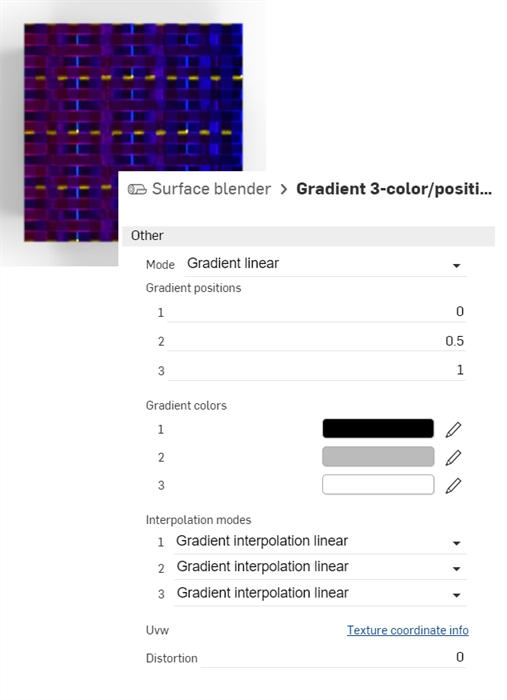 Surface blender > Gradient 3-color/positi...
Other
Mode Gradient linear
Gradient positions
1 0
2 0.5
3 1
Gradient colors
1
2
3
Interpolation modes
1 Gradient interpolation linear
2 Gradient interpolation linear
3 Gradient interpolation linear
Uvw Texture coordinate info
Distortion 0